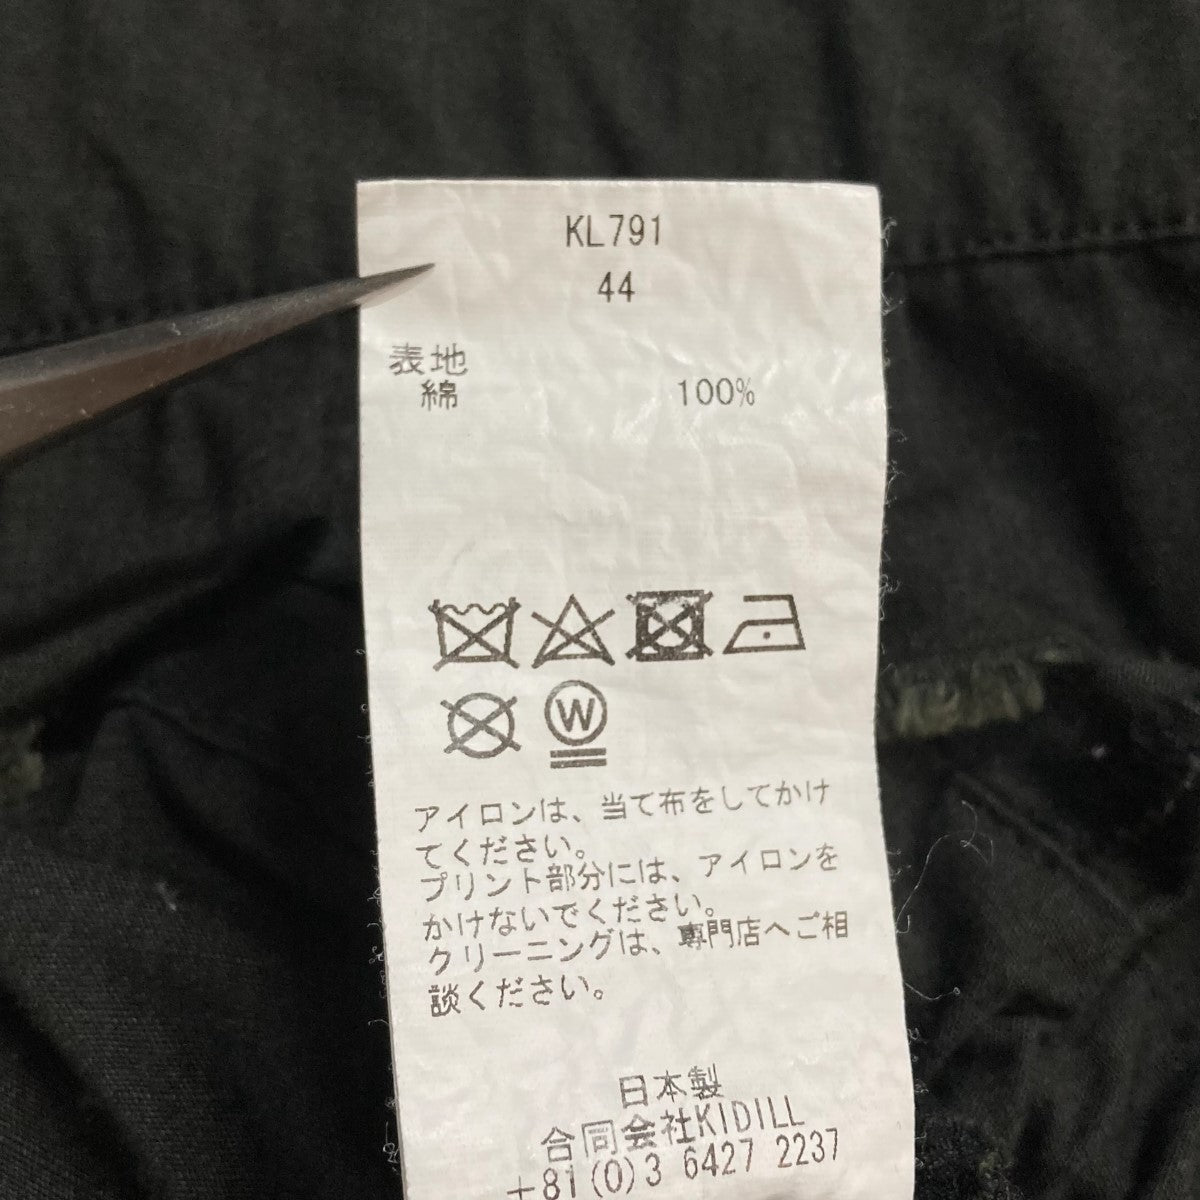 KL791
44
表地
綿 100%
W
アイロンは、当て布をしてかけ
てください。
プリント部分には、アイロンを
かけないでください。
クリーニングは、専門店へご相
談ください。
日本製
合同会社KIDILL
+81(0)3 6427 2237